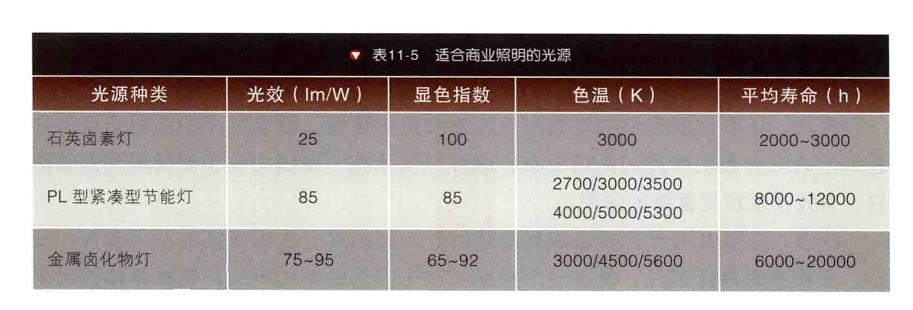 ▼ 表11-5 适合商业照明的光源
光源种类 光效（lm/W） 显色指数 色温（K） 平均寿命（h）
石英卤素灯 25 100 3000 2000~3000
PL 型紧凑型节能灯 85 85 2700/3000/3500 8000~12000
4000/5000/5300
金属卤化物灯 75~95 65~92 3000/4500/5600 6000~20000